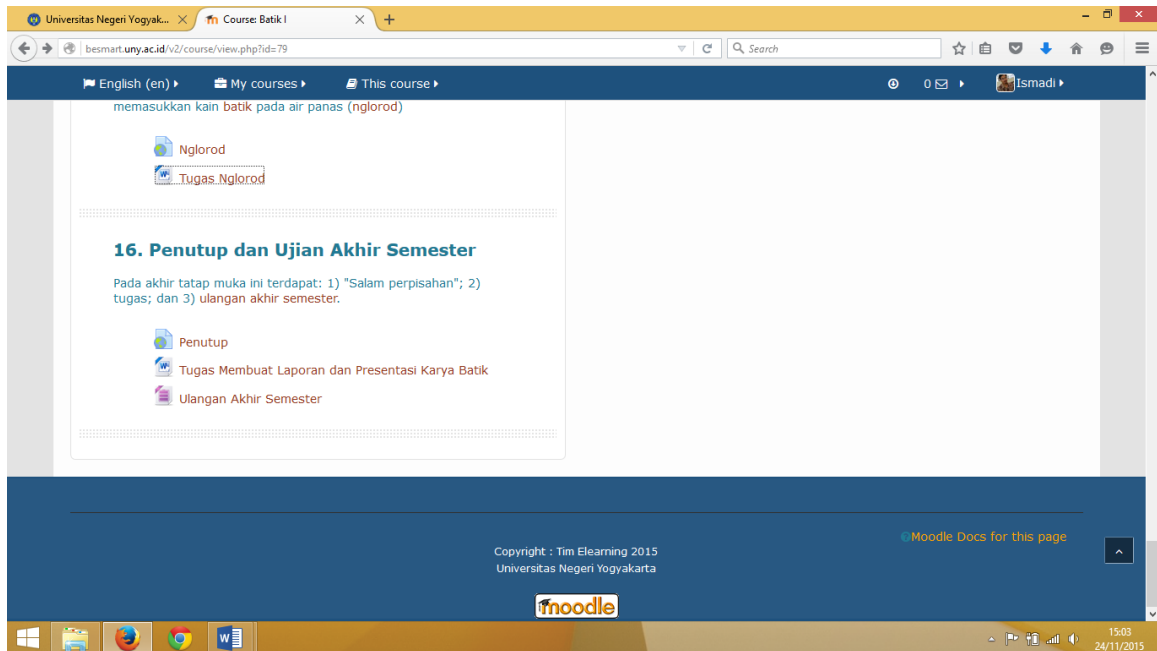 Universitas Negeri Yogyak...
Course: Batik I
besmart.uny.ac.id/v2/course/view.php?id=79
Search
English (en)
My courses
This course
0
Ismadi
memasukkan kain batik pada air panas (nglorod)
Nglorod
Tugas Nglorod
16. Penutup dan Ujian Akhir Semester
Pada akhir tatap muka ini terdapat: 1) "Salam perpisahan"; 2)
tugas; dan 3) ulangan akhir semester.
Penutup
Tugas Membuat Laporan dan Presentasi Karya Batik
Ulangan Akhir Semester
Moodle Docs for this page
Copyright : Tim Elearning 2015
Universitas Negeri Yogyakarta
moodle
15:03
24/11/2015